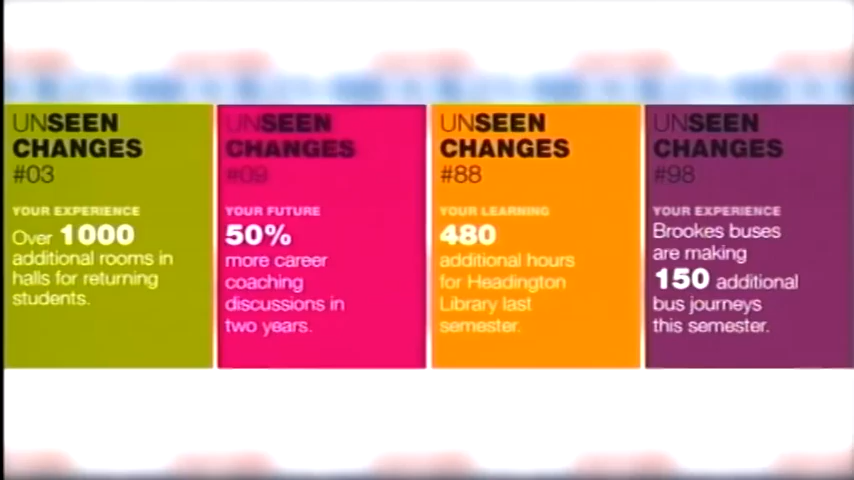 UNSEEN
CHANGES
#03
YOUR EXPERIENCE
Over 1000
additional rooms in
halls for returning
students.
UNSEEN
CHANGES
#09
YOUR FUTURE
50%
more career
coaching
discussions in
two years.
UNSEEN
CHANGES
#88
YOUR LEARNING
480
additional hours
for Headington
Library last
semester.
UNSEEN
CHANGES
#98
YOUR EXPERIENCE
Brookes buses
are making
150 additional
bus journeys
this semester.